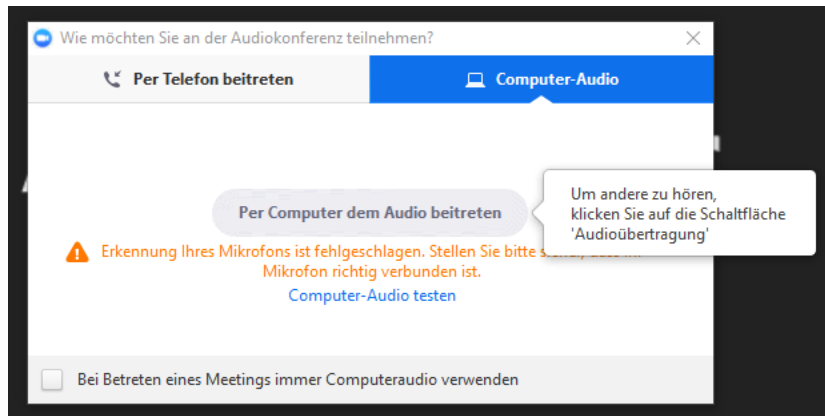 Wie möchten Sie an der Audiokonferenz teilnehmen?
Per Telefon beitreten
Computer-Audio
Per Computer dem Audio beitreten
Um andere zu hören,
klicken Sie auf die Schaltfläche
'Audioübertragung'
Erkennung Ihres Mikrofons ist fehlgeschlagen. Stellen Sie bitte
Mikrofon richtig verbunden ist.
Computer-Audio testen
Bei Betreten eines Meetings immer Computeraudio verwenden